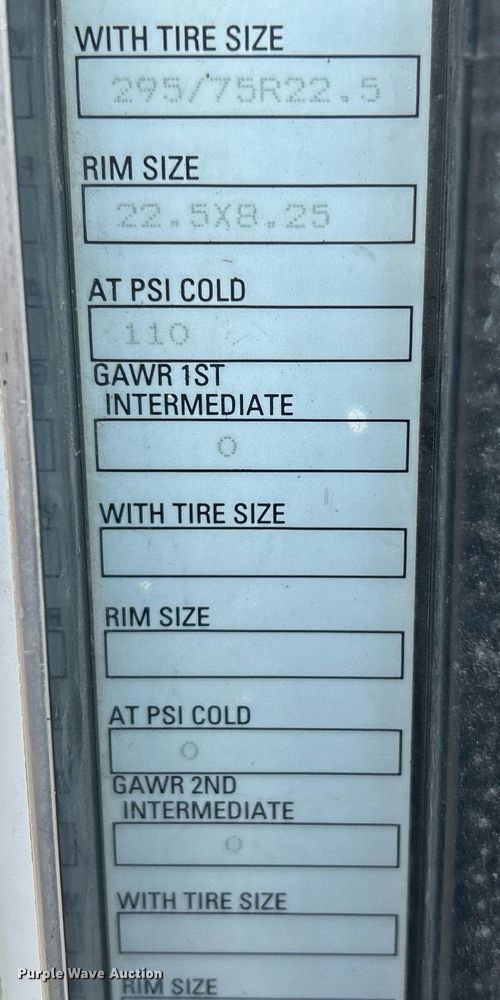 WITH TIRE SIZE
295/75R22.5
RIM SIZE
22.5X8.25
AT PSI COLD
110
GAWR 1ST
INTERMEDIATE
0
WITH TIRE SIZE
RIM SIZE
AT PSI COLD
0
GAWR 2ND
INTERMEDIATE
0
WITH TIRE SIZE
RIM SIZE
Purple Wave Auction